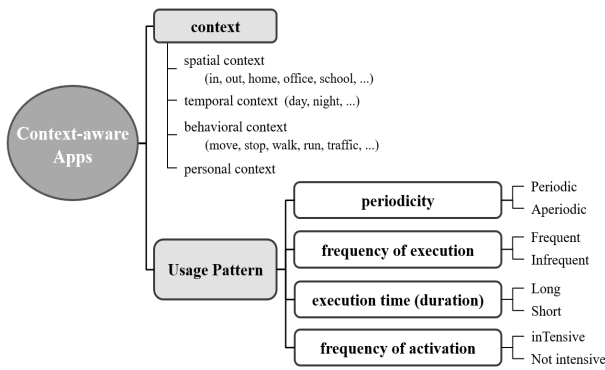 Context-aware
Apps
context
spatial context
(in, out, home, office, school, ...)
temporal context (day, night, ...)
behavioral context
(move, stop, walk, run, traffic, ...)
personal context
Usage Pattern
periodicity
Periodic
Aperiodic
frequency of execution
Frequent
Infrequent
execution time (duration)
Long
Short
frequency of activation
inTensive
Not intensive